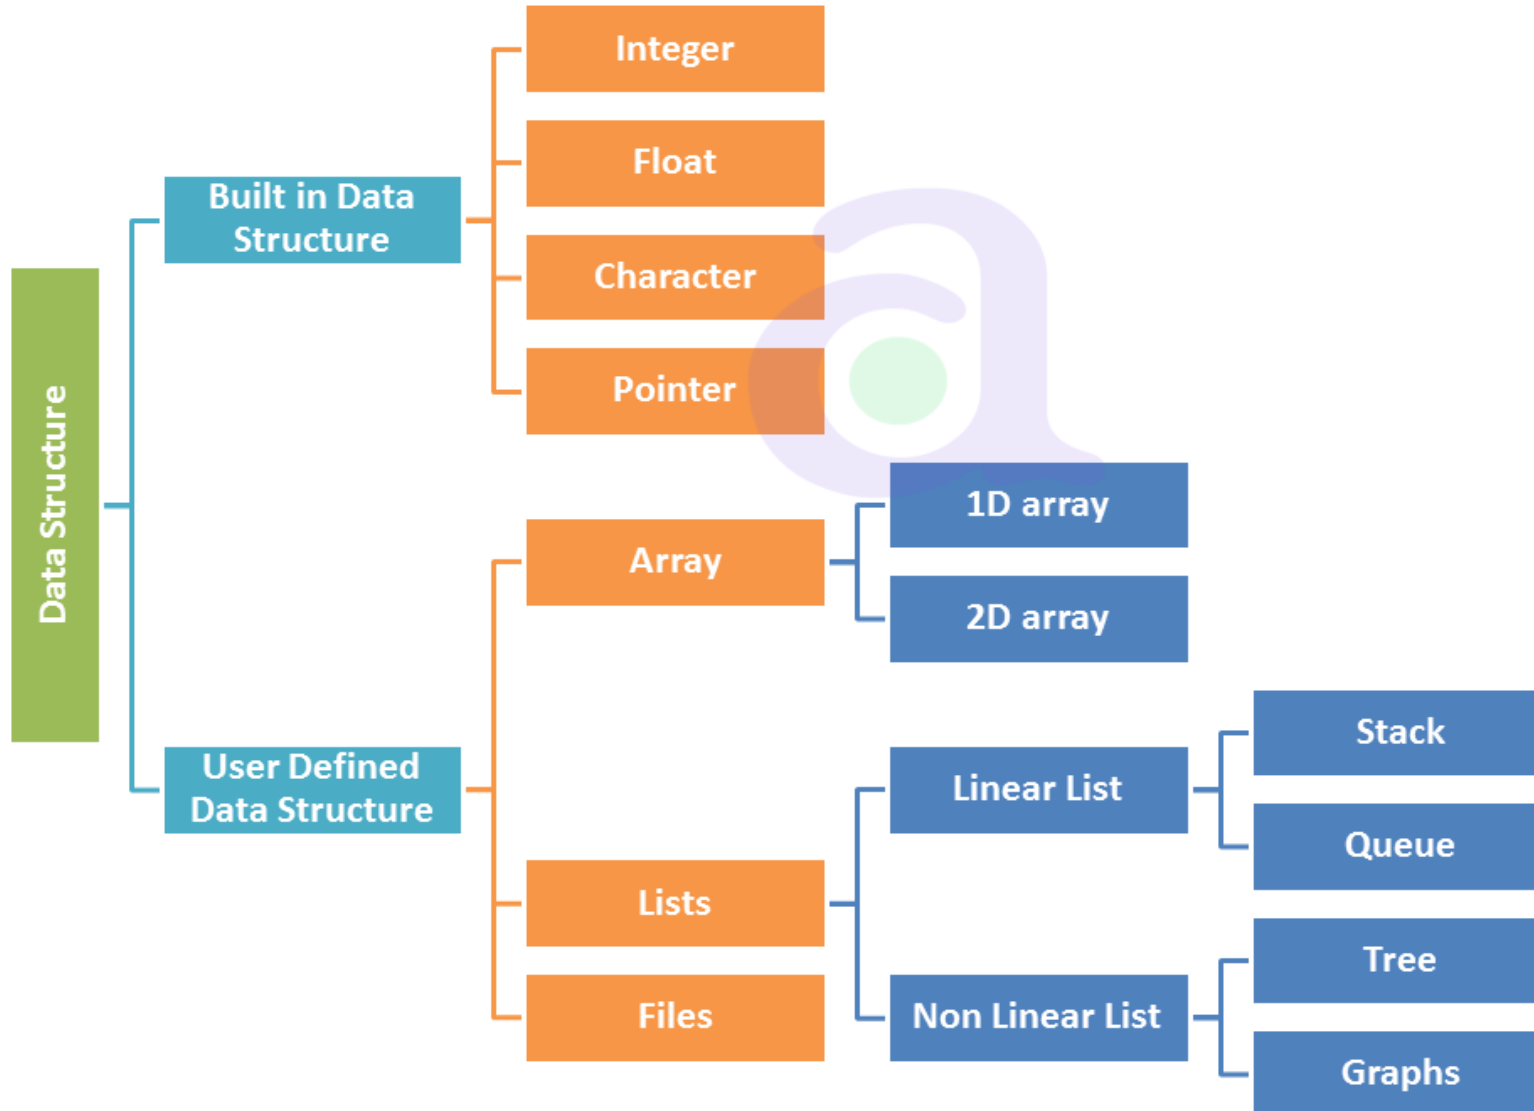 Data Structure
Built in Data
Structure
Integer
Float
Character
Pointer
User Defined
Data Structure
Array
1D array
2D array
Lists
Linear List
Stack
Queue
Non Linear List
Tree
Graphs
Files